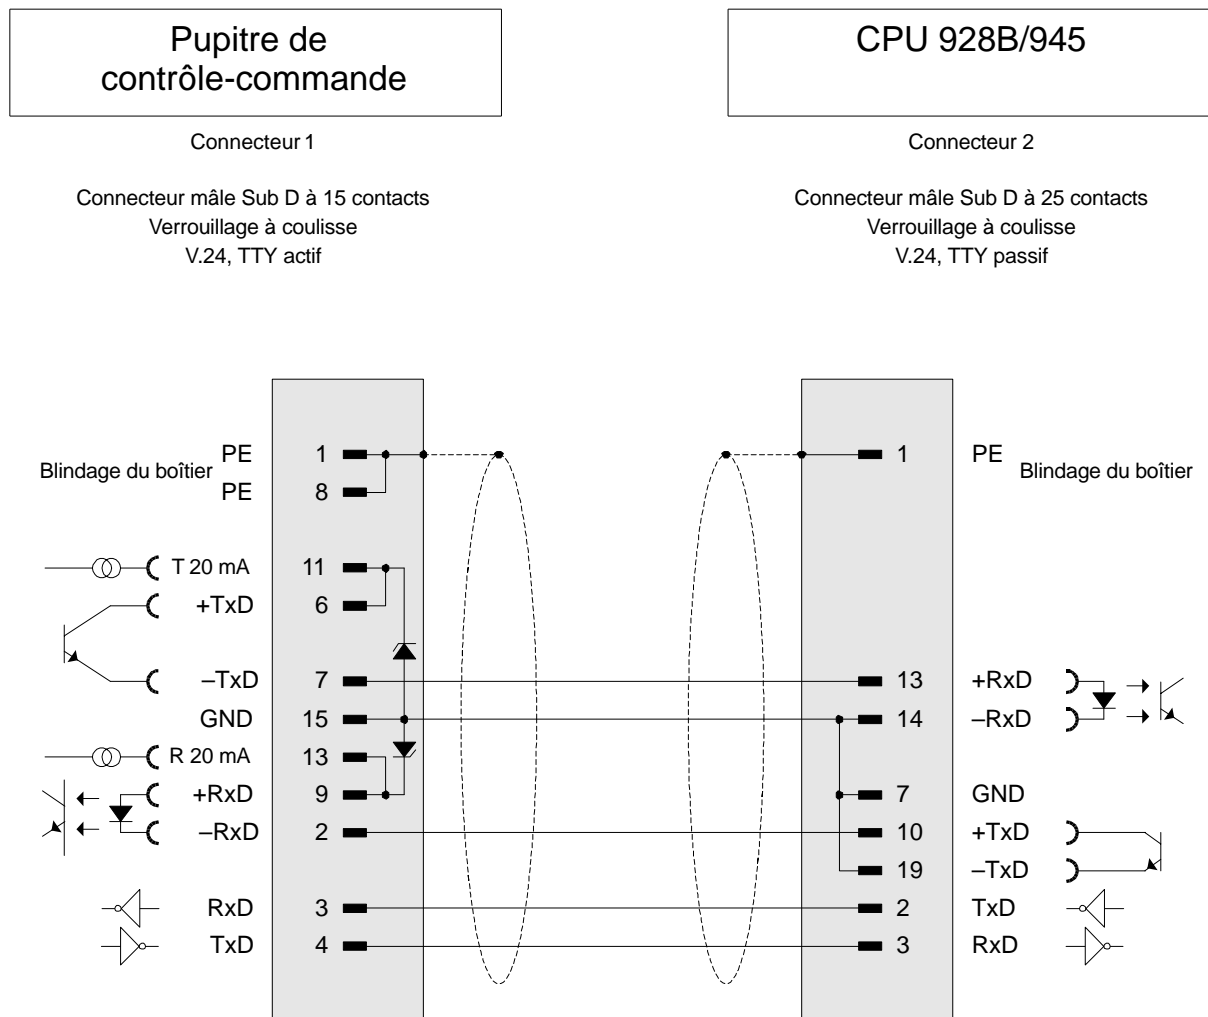 Pupitre de
contrôle-commande
CPU 928B/945
Connecteur 1
Connecteur 2
Connecteur mâle Sub D à 15 contacts
Verrouillage à coulisse
V.24, TTY actif
Connecteur mâle Sub D à 25 contacts
Verrouillage à coulisse
V.24, TTY passif
PE 1
Blindage du boîtier
PE 8
1 PE
Blindage du boîtier
T 20 mA 11
+TxD 6
–TxD 7
13 +RxD
GND 15
14 –RxD
R 20 mA 13
+RxD 9
7 GND
–RxD 2
10 +TxD
19 –TxD
RxD 3
2 TxD
TxD 4
3 RxD